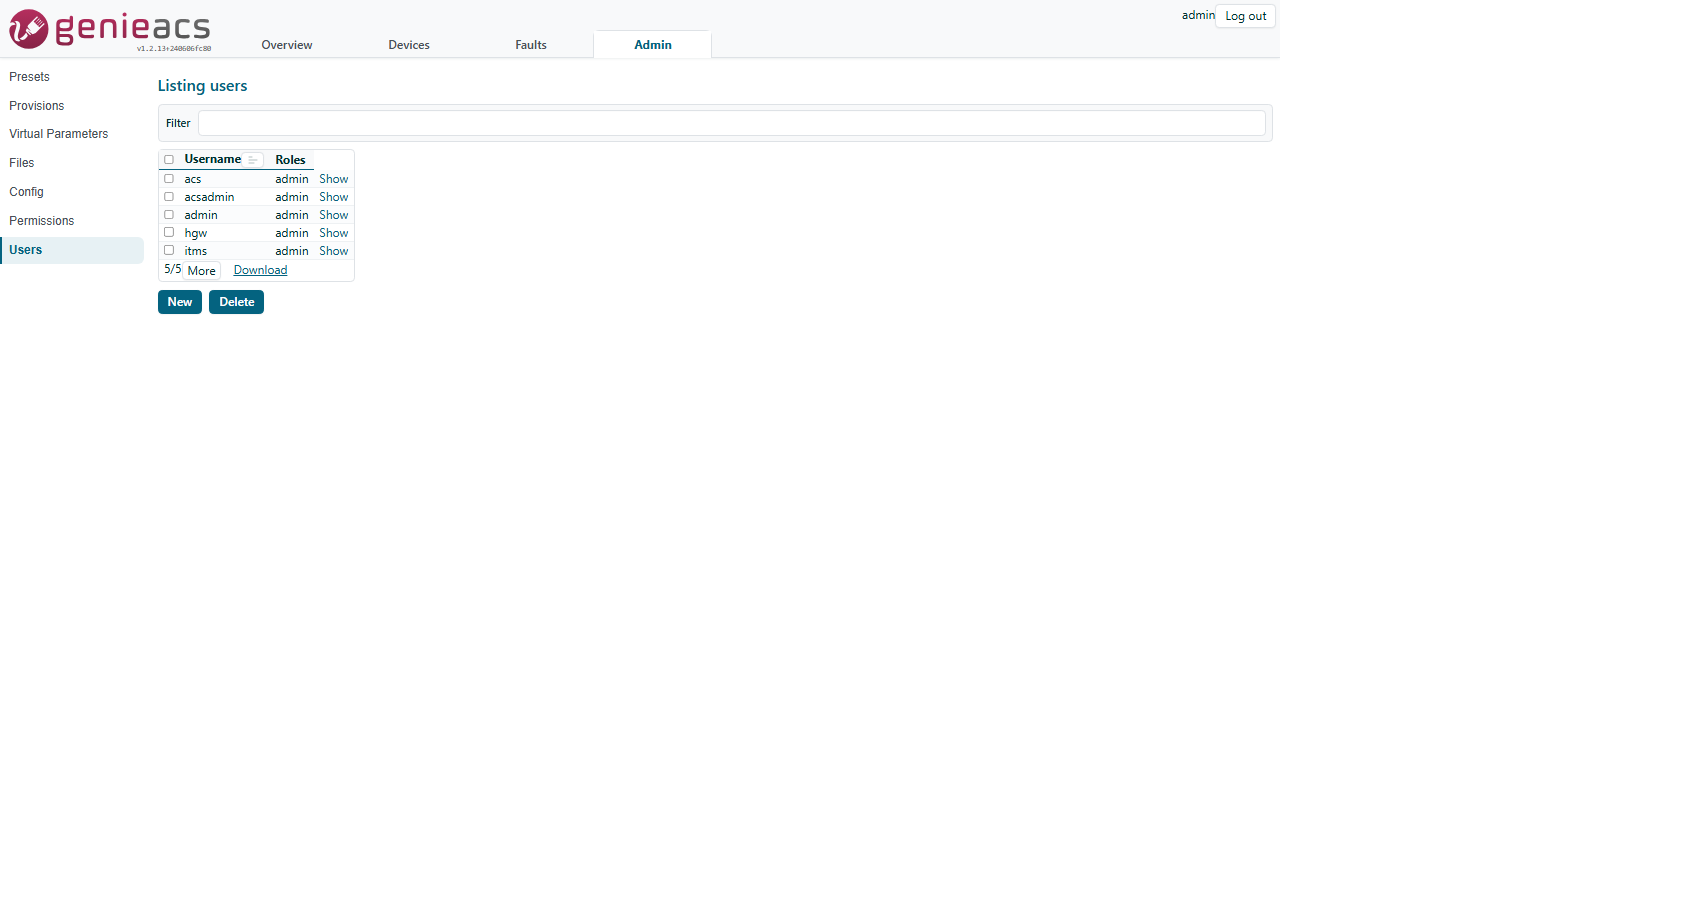 genieacs
v1.2.13+240606fc80
Overview
Devices
Faults
Admin
admin
Log out
Presets
Provisions
Virtual Parameters
Files
Config
Permissions
Users
Listing users
Filter
Username Roles
acs admin Show
acsadmin admin Show
admin admin Show
hgw admin Show
itms admin Show
5/5 More Download
New Delete